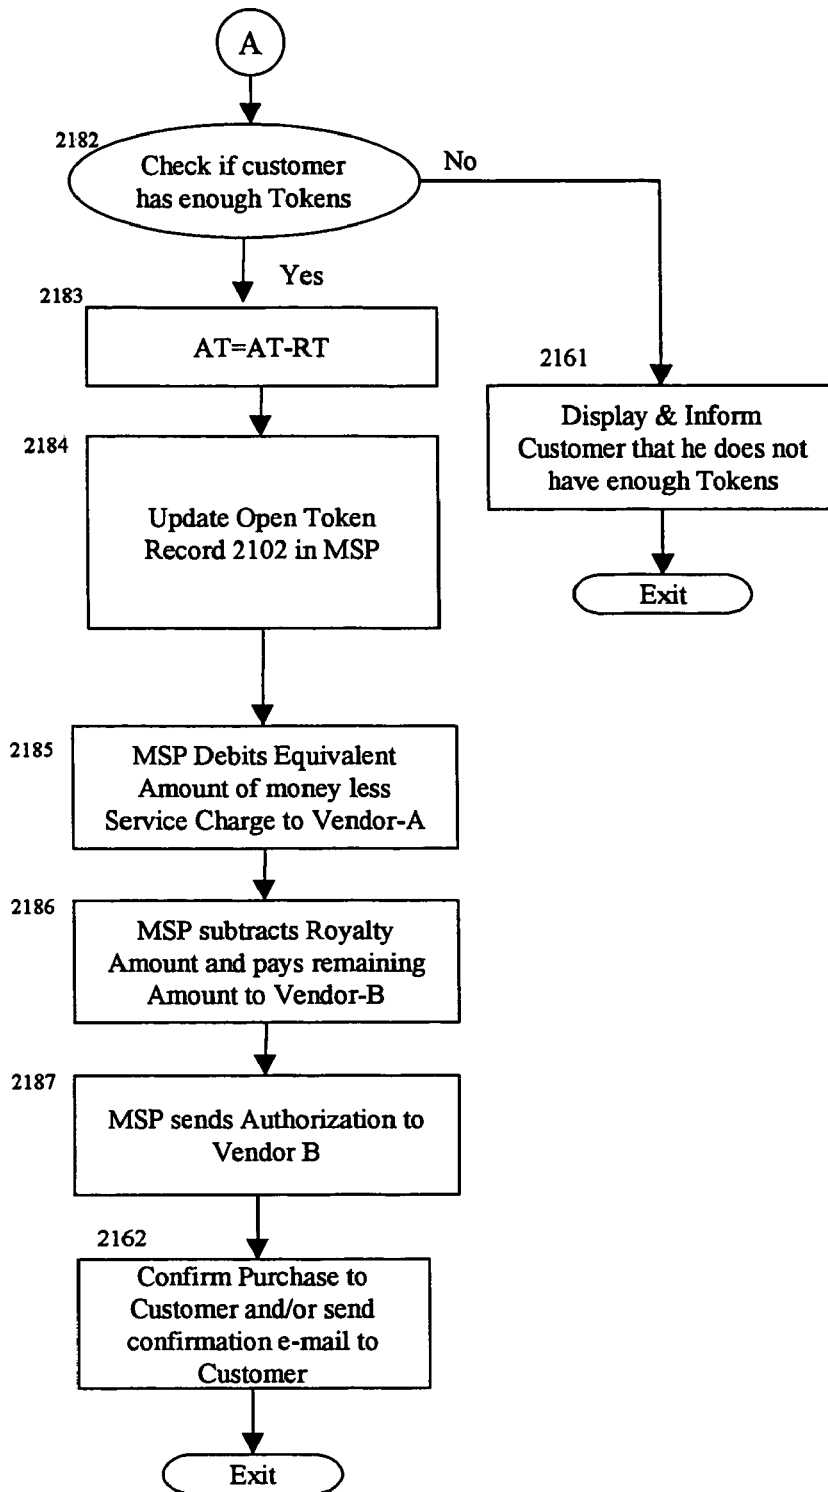 A
2182
Check if customer
has enough Tokens
No
Yes
2183
AT=AT-RT
2161
Display & Inform
Customer that he does not
have enough Tokens
Exit
2184
Update Open Token
Record 2102 in MSP
2185
MSP Debits Equivalent
Amount of money less
Service Charge to Vendor-A
2186
MSP subtracts Royalty
Amount and pays remaining
Amount to Vendor-B
2187
MSP sends Authorization to
Vendor B
2162
Confirm Purchase to
Customer and/or send
confirmation e-mail to
Customer
Exit